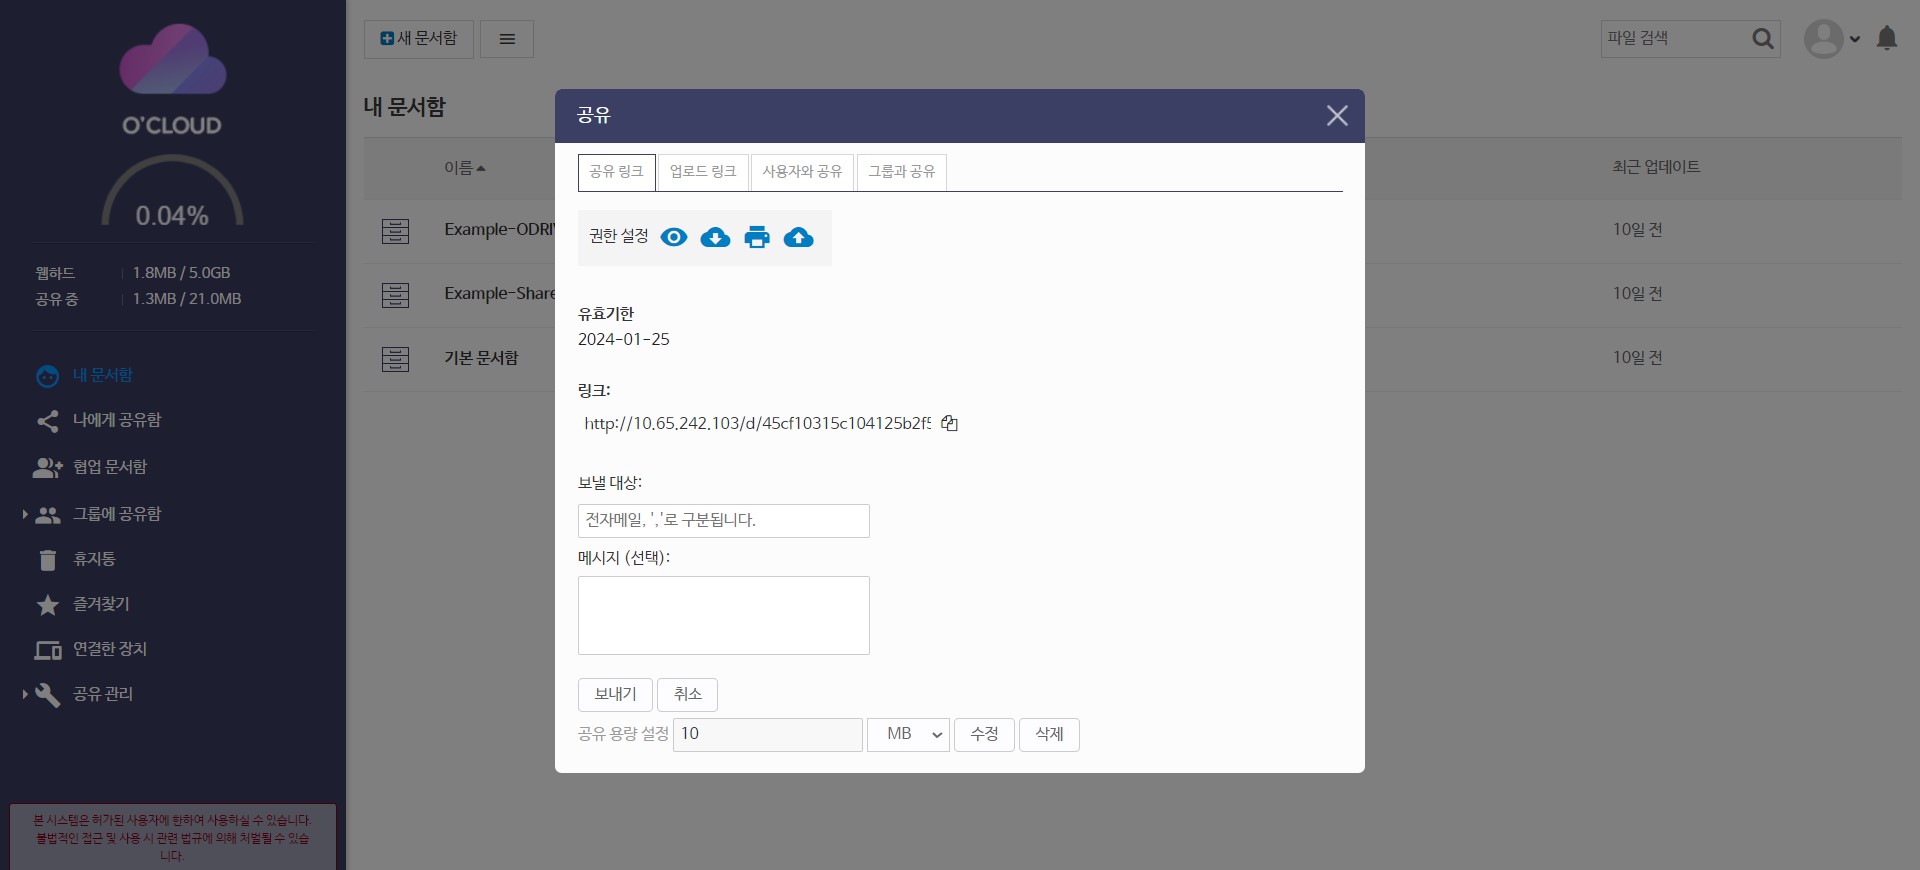 O'CLOUD
0.04%
웹하드 1.8MB / 5.0GB
공유 중 1.3MB / 21.0MB
내 문서함
나에게 공유함
협업 문서함
그룹에 공유함
휴지통
즐겨찾기
연결한 장치
공유 관리
본 시스템은 허가된 사용자에 한하여 사용하실 수 있습니다.
불법적인 접근 및 사용 시 관련 법규에 의해 처벌될 수 있습
니다.
새 문서함
파일 검색
내 문서함
이름 최근 업데이트
Example-ODRI 10일 전
Example-Share 10일 전
기본 문서함 10일 전
공유
공유 링크 업로드 링크 사용자와 공유 그룹과 공유
권한 설정
유효기한
2024-01-25
링크:
http://10.65.242.103/d/45cf10315c104125b2f5
보낼 대상:
전자메일, ','로 구분됩니다.
메시지 (선택):
보내기 취소
공유 용량 설정 10 MB 수정 삭제